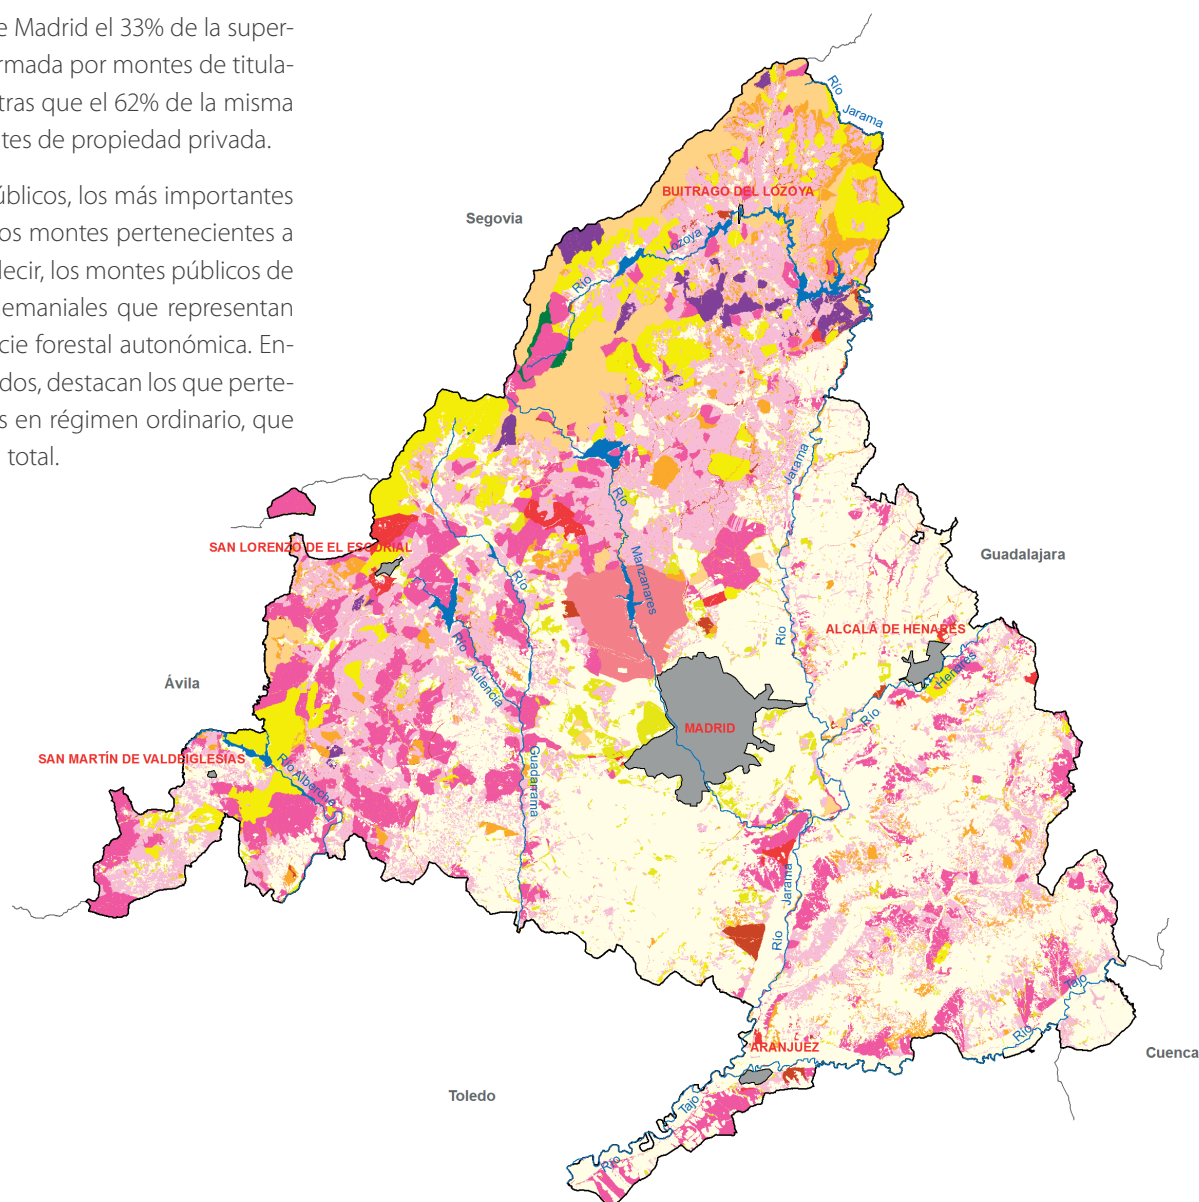 e Madrid el 33% de la super-
rmada por montes de titula-
tras que el 62% de la misma
ntes de propiedad privada.
úblicos, los más importantes
os montes pertenecientes a
decir, los montes públicos de
emaniales que representan
cie forestal autonómica. En-
dos, destacan los que perte-
s en régimen ordinario, que
total.
Río Jarama
BUITRAGO DEL LOZOYA
Segovia
Río Lozoya
Jarama
Río
Manzanares
SAN LORENZO DE EL ESCORIAL
Guadalajara
Río
Río
ALCALÁ DE HENARES
Río Aulencia
Henares
Río
Ávila
MADRID
SAN MARTÍN DE VALDEIGLESIAS
Río Alberche
Guadarrama
Jarama
Río
Tajo
Río
ARANJUEZ
Cuenca
Toledo
Tajo
Río